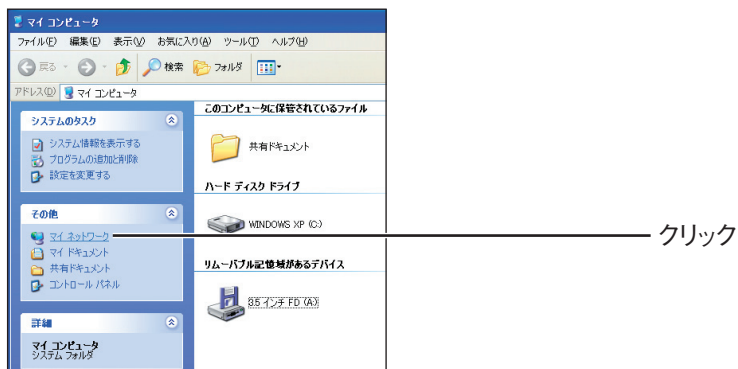 マイ コンピュータ
ファイル(F) 編集(E) 表示(V) お気に入り(A) ツール(T) ヘルプ(H)
戻る 検索 フォルダ
アドレス(D) マイ コンピュータ
システムのタスク
システム情報を表示する
プログラムの追加と削除
設定を変更する
その他
マイ ネットワーク
マイ ドキュメント
共有ドキュメント
コントロール パネル
詳細
マイ コンピュータ
システム フォルダ
このコンピュータに保管されているファイル
共有ドキュメント
ハード ディスク ドライブ
WINDOWS XP (C:)
リムーバブル記憶域があるデバイス
3.5 インチ FD (A:)
クリック